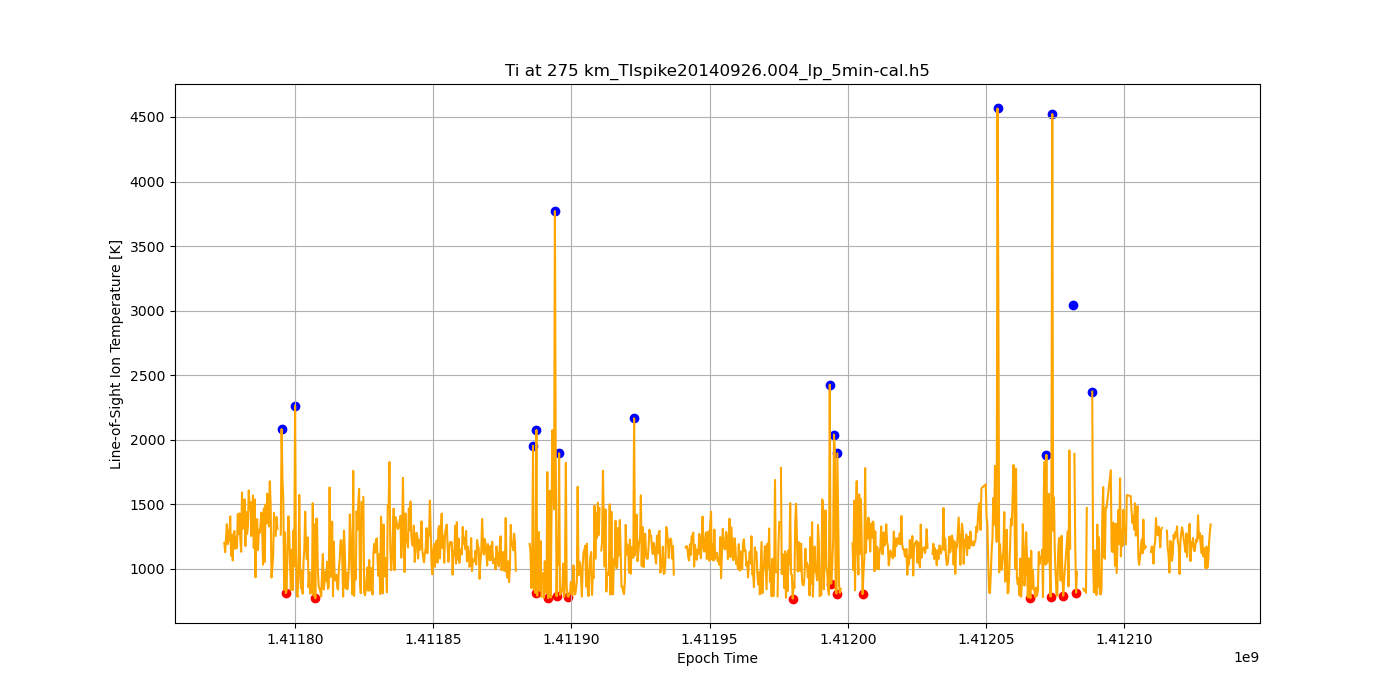 Ti at 275 km_TIspike20140926.004_lp_5min-cal.h5
Line-of-Sight Ion Temperature [K]
4500
4000
3500
3000
2500
2000
1500
1000
1.41180 1.41185 1.41190 1.41195 1.41200 1.41205 1.41210
1e9
Epoch Time